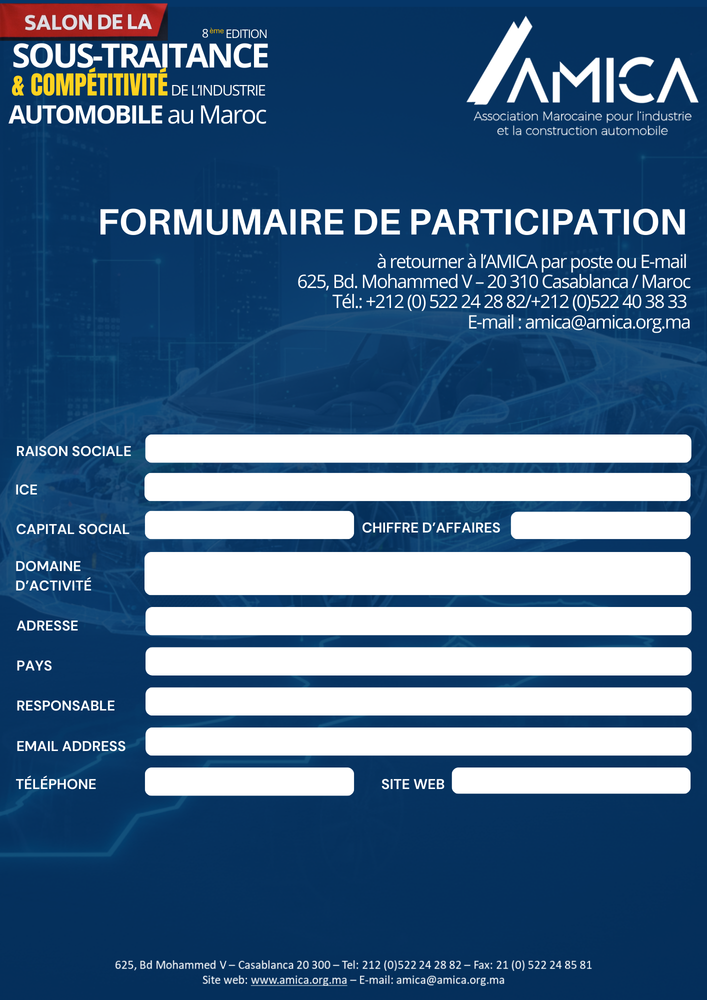 SALON DE LA
8ème EDITION
SOUS-TRAITANCE
& COMPÉTITIVITÉ DE L'INDUSTRIE
AUTOMOBILE au Maroc
AMICA
Association Marocaine pour l'industrie
et la construction automobile
FORMUMAIRE DE PARTICIPATION
à retourner à l'AMICA par poste ou E-mail
625, Bd. Mohammed V – 20 310 Casablanca / Maroc
Tél.: +212 (0) 522 24 28 82/+212 (0)522 40 38 33
E-mail : amica@amica.org.ma
RAISON SOCIALE
ICE
CAPITAL SOCIAL CHIFFRE D'AFFAIRES
DOMAINE
D'ACTIVITÉ
ADRESSE
PAYS
RESPONSABLE
EMAIL ADDRESS
TÉLÉPHONE SITE WEB
625, Bd Mohammed V – Casablanca 20 300 – Tel: 212 (0)522 24 28 82 – Fax: 21 (0) 522 24 85 81
Site web: www.amica.org.ma – E-mail: amica@amica.org.ma